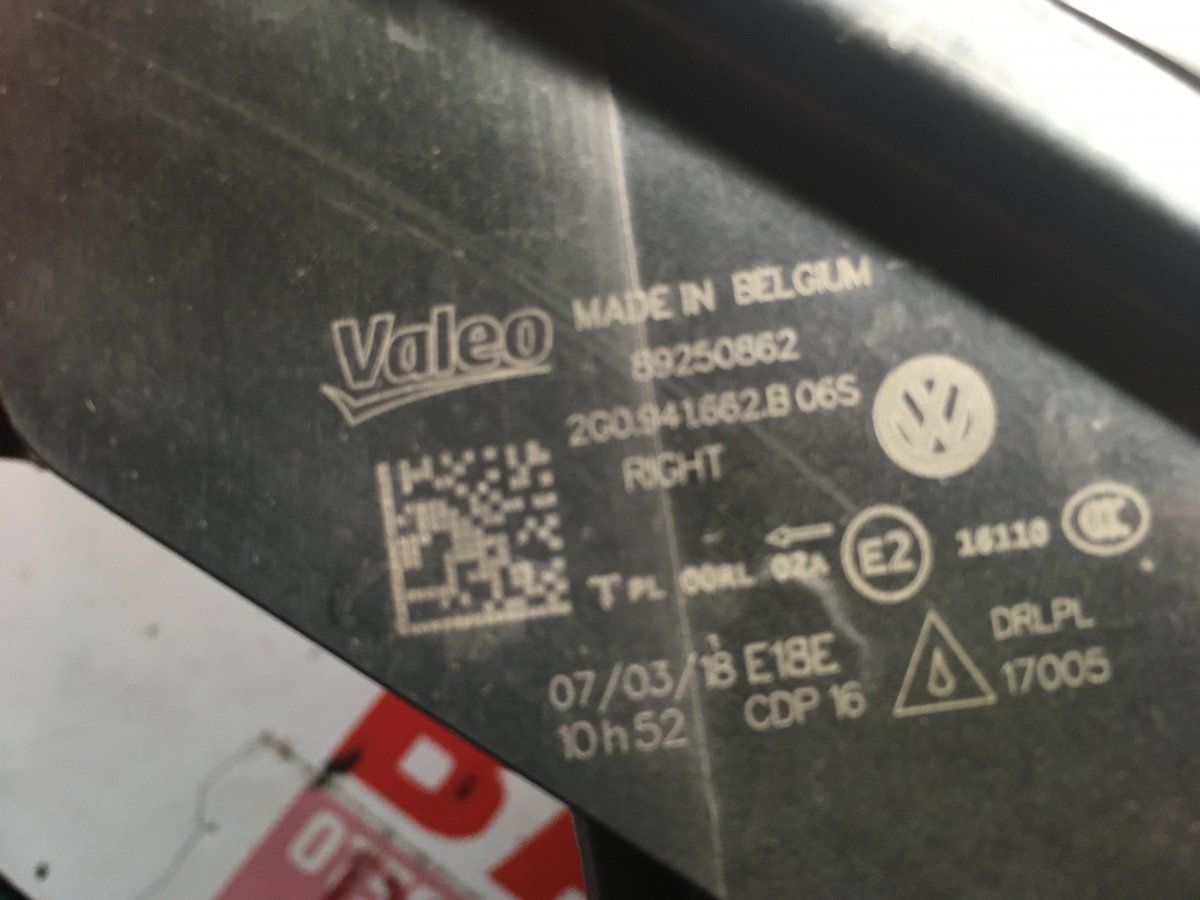 Valeo
MADE IN BELGIUM
89250862
2G0.941.662.B 06S
RIGHT
T PL 00RL 02A
E2
16110
CCC
07/03/18 E18E
10h52
CDP 16
DRLPL
17005